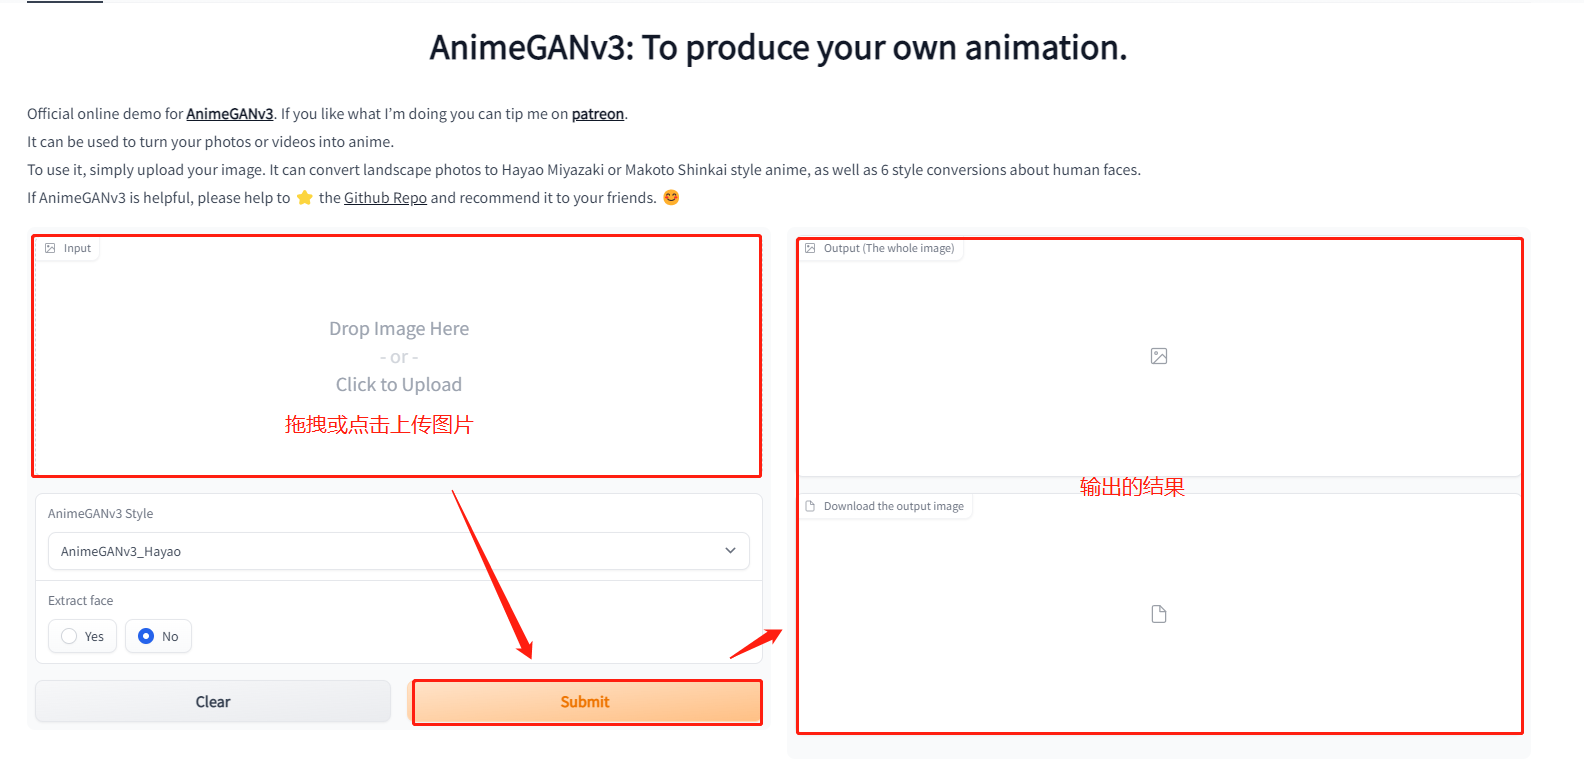 AnimeGANv3: To produce your own animation.
Official online demo for AnimeGANv3. If you like what I’m doing you can tip me on patreon.
It can be used to turn your photos or videos into anime.
To use it, simply upload your image. It can convert landscape photos to Hayao Miyazaki or Makoto Shinkai style anime, as well as 6 style conversions about human faces.
If AnimeGANv3 is helpful, please help to ⭐ the Github Repo and recommend it to your friends. 😊
Input
Drop Image Here
- or -
Click to Upload
拖拽或点击上传图片
AnimeGANv3 Style
AnimeGANv3_Hayao
Extract face
Yes
No
Clear
Submit
Output (The whole image)
输出的结果
Download the output image